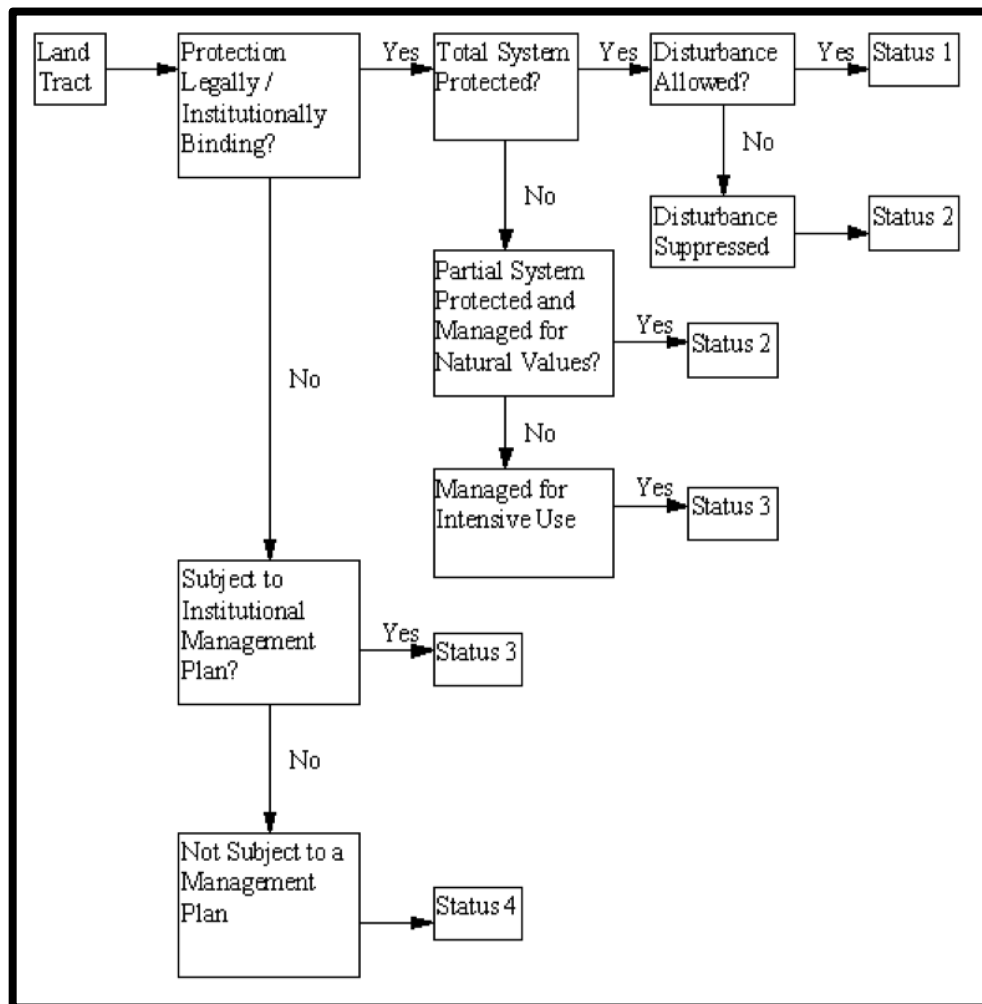 Land
Tract
Protection
Legally /
Institutionally
Binding?
Yes
Total System
Protected?
Yes
Disturbance
Allowed?
Yes
Status 1
No
Disturbance
Suppressed
Status 2
No
Partial System
Protected and
Managed for
Natural Values?
Yes
Status 2
No
Managed for
Intensive Use
Yes
Status 3
No
Subject to
Institutional
Management
Plan?
Yes
Status 3
No
Not Subject to a
Management
Plan
Status 4